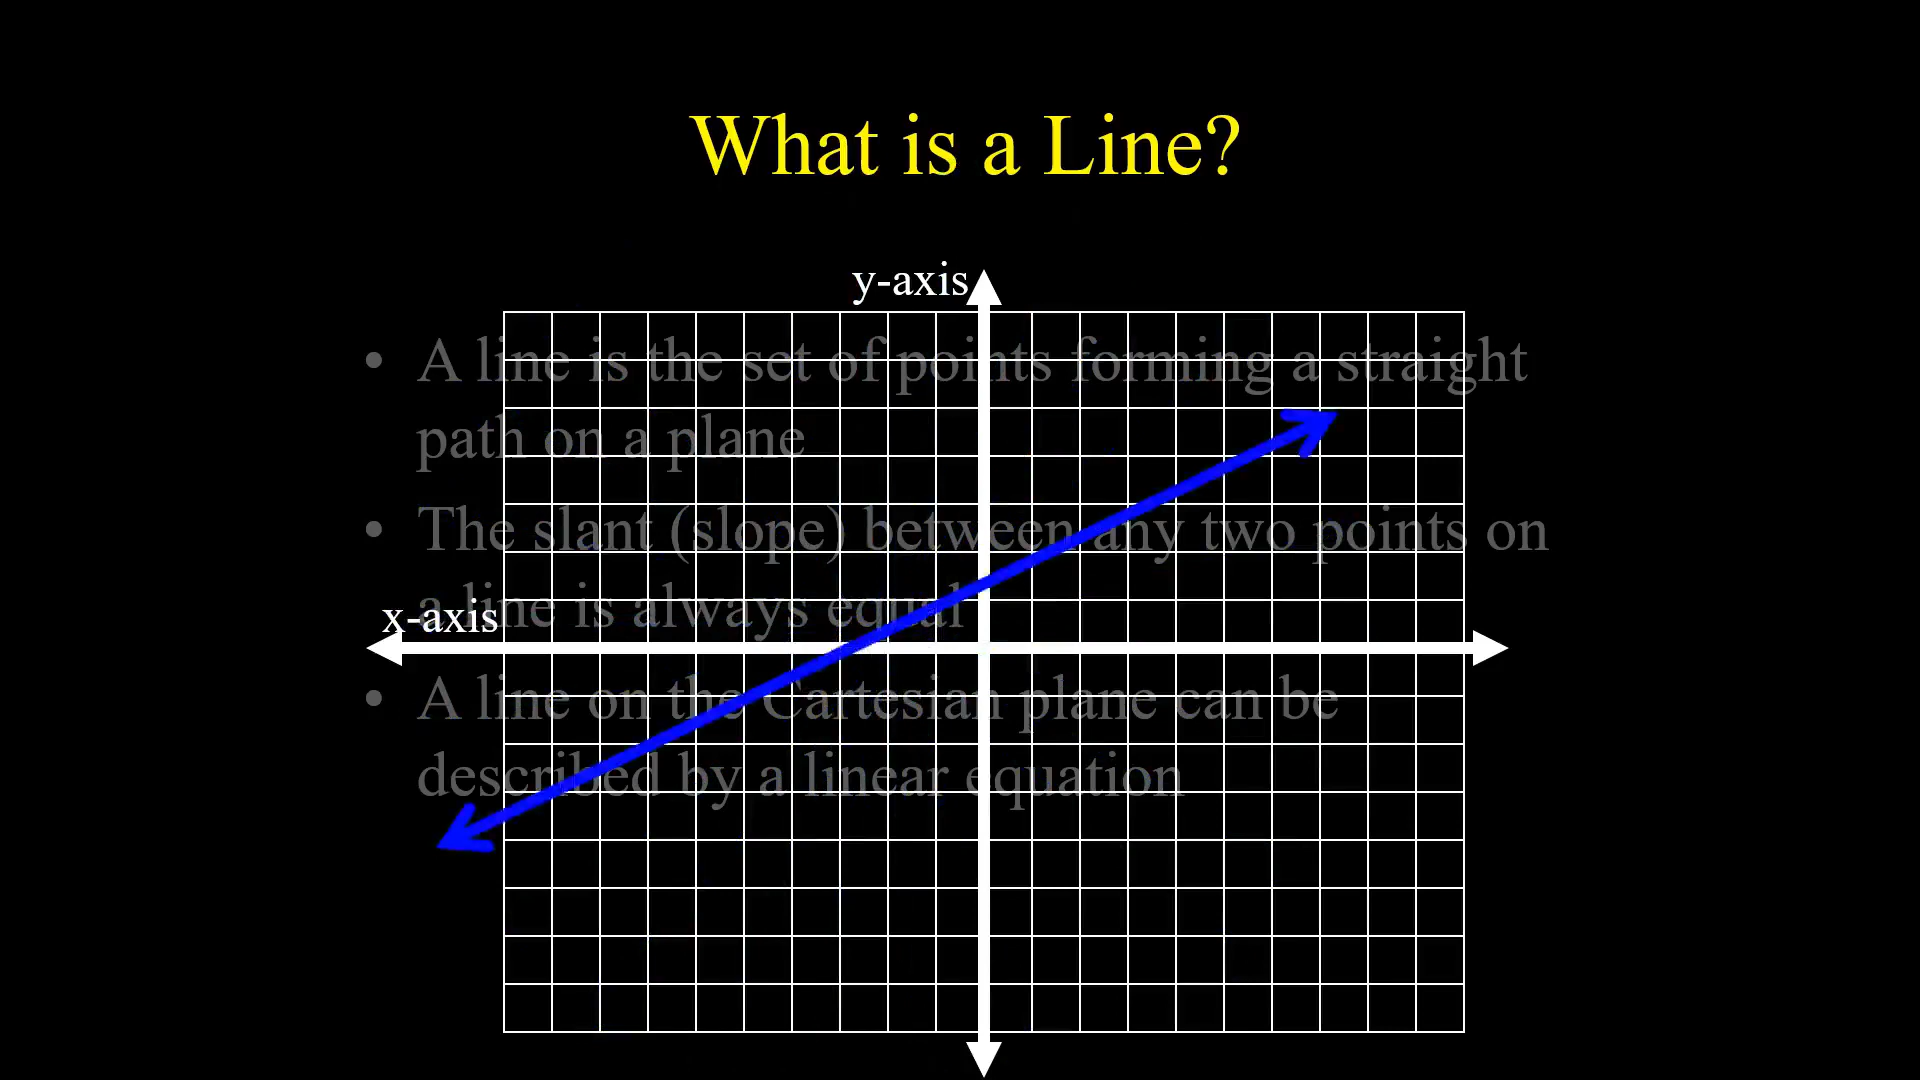 What is a Line?
y-axis
• A line is the set of points forming a straight
path on a plane
• The slant (slope) between any two points on
a line is always equal
x-axis
• A line on the Cartesian plane can be
described by a linear equation